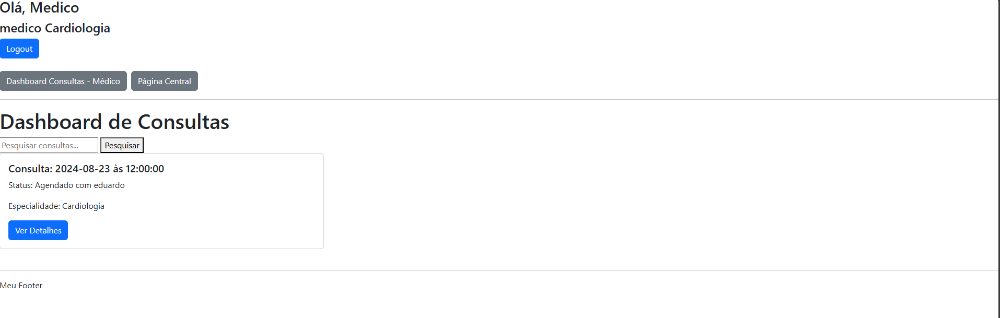 Olá, Medico
medico Cardiologia
Logout
Dashboard Consultas - Médico Página Central
Dashboard de Consultas
Pesquisar consultas... Pesquisar
Consulta: 2024-08-23 às 12:00:00
Status: Agendado com eduardo
Especialidade: Cardiologia
Ver Detalhes
Meu Footer